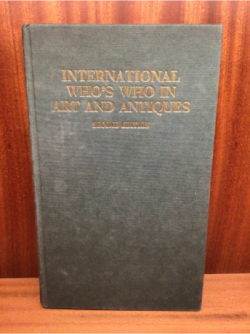 INTERNATIONAL
WHO'S WHO IN
ART AND ANTIQUES
SECOND EDITION